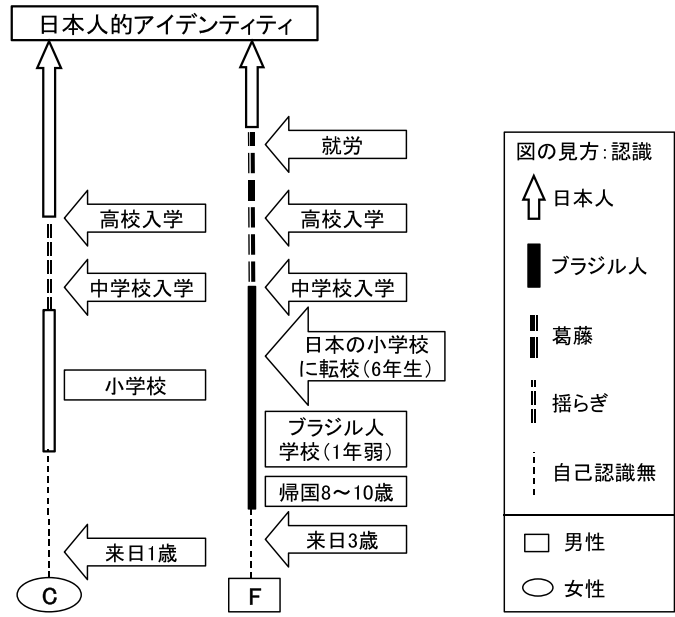 日本人的アイデンティティ
高校入学
中学校入学
小学校
来日1歳
C
就労
高校入学
中学校入学
日本の小学校
に転校(6年生)
ブラジル人
学校(1年弱)
帰国8～10歳
来日3歳
F
図の見方:認識
日本人
ブラジル人
葛藤
揺らぎ
自己認識無
男性
女性